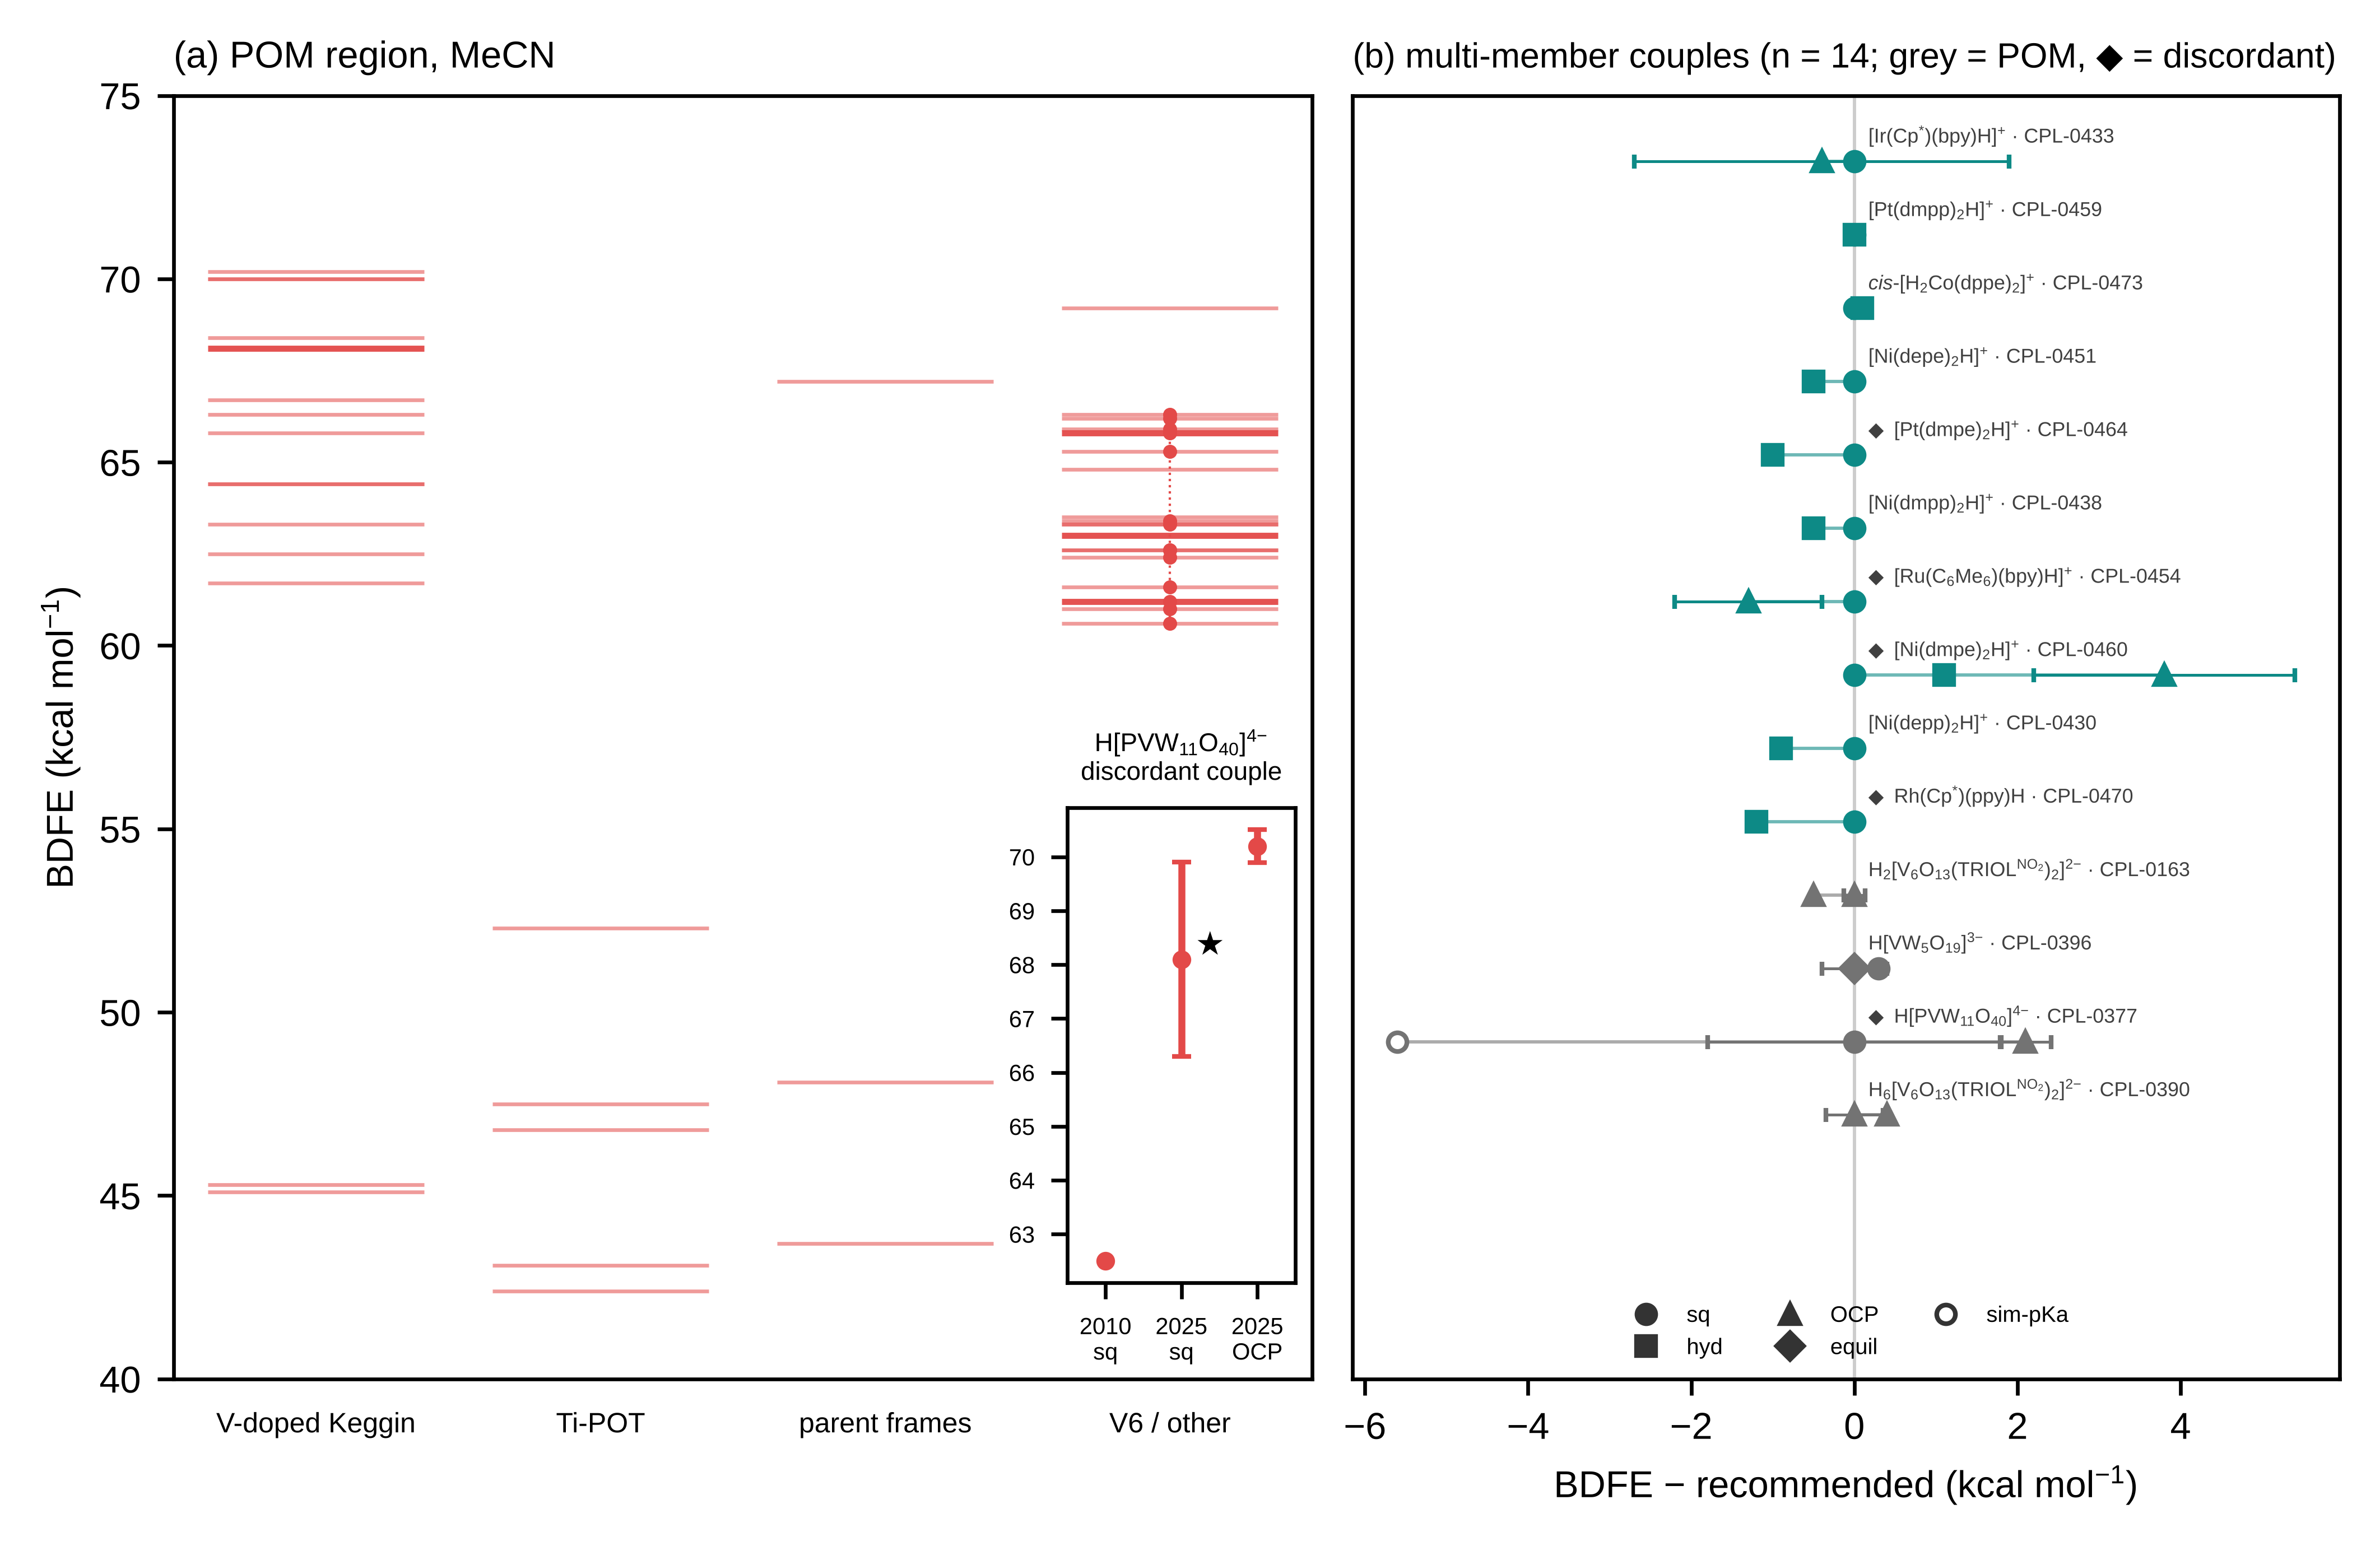 (a) POM region, MeCN
75
70
65
60
55
50
45
40
BDFE (kcal mol⁻¹)
V-doped Keggin
Ti-POT
parent frames
V6 / other
H[PVW₁₁O₄₀]⁴⁻
discordant couple
70
69
68
67
66
65
64
63
★
2010
sq
2025
sq
2025
OCP
(b) multi-member couples (n = 14; grey = POM, ◆ = discordant)
[Ir(Cp*)(bpy)H]⁺ · CPL-0433
[Pt(dmpp)₂H]⁺ · CPL-0459
cis-[H₂Co(dppe)₂]⁺ · CPL-0473
[Ni(depe)₂H]⁺ · CPL-0451
◆ [Pt(dmpe)₂H]⁺ · CPL-0464
[Ni(dmpp)₂H]⁺ · CPL-0438
◆ [Ru(C₆Me₆)(bpy)H]⁺ · CPL-0454
◆ [Ni(dmpe)₂H]⁺ · CPL-0460
[Ni(depp)₂H]⁺ · CPL-0430
◆ Rh(Cp*)(ppy)H · CPL-0470
H₂[V₆O₁₃(TRIOL^NO₂)₂]²⁻ · CPL-0163
H[VW₅O₁₉]³⁻ · CPL-0396
◆ H[PVW₁₁O₄₀]⁴⁻ · CPL-0377
H₆[V₆O₁₃(TRIOL^NO₂)₂]²⁻ · CPL-0390
sq
OCP
sim-pKa
hyd
equil
−6
−4
−2
0
2
4
BDFE − recommended (kcal mol⁻¹)